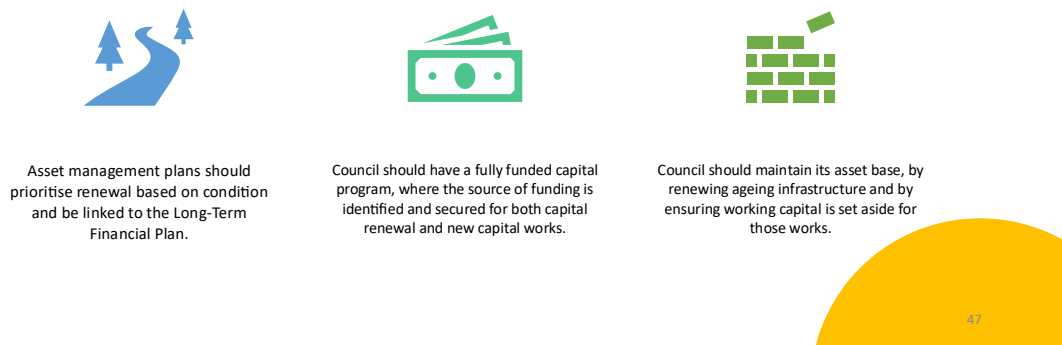 Asset management plans should
prioritise renewal based on condition
and be linked to the Long-Term
Financial Plan.
Council should have a fully funded capital
program, where the source of funding is
identified and secured for both capital
renewal and new capital works.
Council should maintain its asset base, by
renewing ageing infrastructure and by
ensuring working capital is set aside for
those works.
47